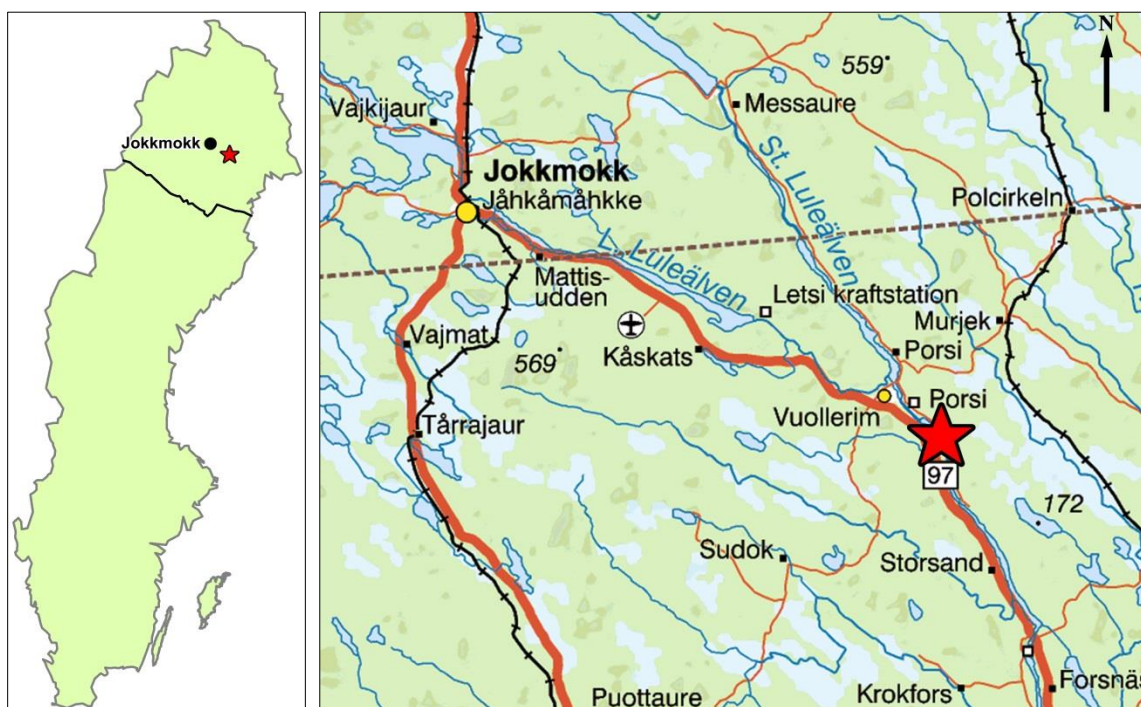 Jokkmokk
N
559
Vajkijaur
Messaure
Jokkmokk
Jåhkåmåhkke
St. Luleälven
Polcirkeln
L. Luleälven
Mattis-
udden
Letsi kraftstation
Murjek
Vajmat
569
Kåskats
Porsi
Vuollerim
Porsi
Tårrajaur
97
172
Sudok
Storsand
Puottaure
Krokfors
Forsnäs